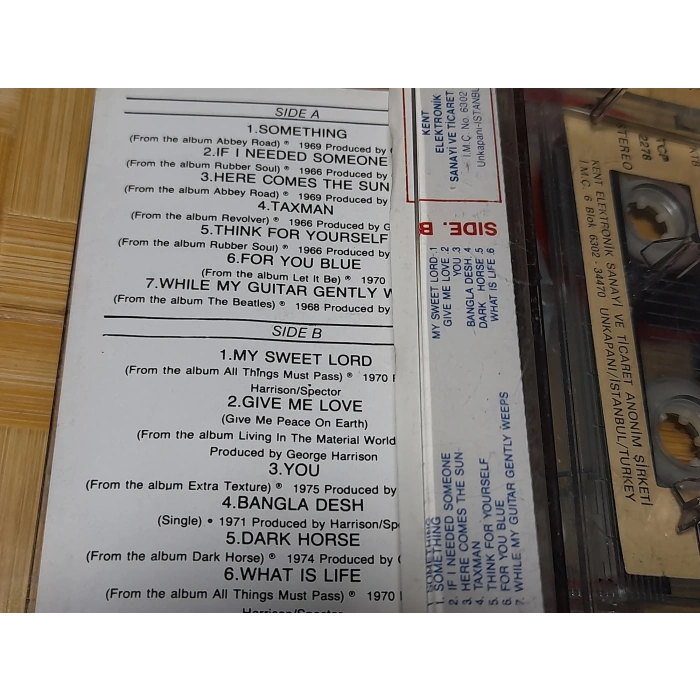 SIDE A
1.SOMETHING
(From the album Abbey Road) ℗ 1969 Produced by
2.IF I NEEDED SOMEONE
(From the album Rubber Soul) ℗ 1966 Produced by
3.HERE COMES THE SUN
(From the album Abbey Road) ℗ 1969 Produced by
4.TAXMAN
(From the album Revolver) ℗ 1966 Produced by G
5.THINK FOR YOURSELF
(From the album Rubber Soul) ℗ 1966 Produced by
6.FOR YOU BLUE
(From the album Let It Be) ℗ 1970
7.WHILE MY GUITAR GENTLY W
(From the album The Beatles) ℗ 1968 Produced by
SIDE B
1.MY SWEET LORD
(From the album All Things Must Pass) ℗ 1970
Harrison/Spector
2.GIVE ME LOVE
(Give Me Peace On Earth)
(From the album Living In The Material World
Produced by George Harrison
3.YOU
(From the album Extra Texture) ℗ 1975 Produced by
4.BANGLA DESH
(Single) • 1971 Produced by Harrison/Sp
5.DARK HORSE
(From the album Dark Horse) ℗ 1974 Produced by
6.WHAT IS LIFE
(From the album All Things Must Pass) ℗ 1970
Harrison/Spector
KENT
ELEKTRONİK
SANAYİ VE TİCARET
I.M.Ç. No. 6302
Unkapanı-İSTANBU
SIDE. B
MY SWEET LORD.1
GIVE ME LOVE .2
YOU .3
BANGLA DESH.4
DARK HORSE .5
WHAT IS LIFE .6
1. SOMETHING
2. IF I NEEDED SOMEONE
3. HERE COMES THE SUN
4. TAXMAN
5. THINK FOR YOURSELF
6. FOR YOU BLUE
7. WHILE MY GUITAR GENTLY WEEPS
STEREO
TCP
2278
KENT ELEKTRONİK SANAYİ VE TİCARET ANONİM ŞİRKETİ
I.M.Ç. 6 Blok 6302 - 34470 UNKAPANI/İSTANBUL/TURKEY